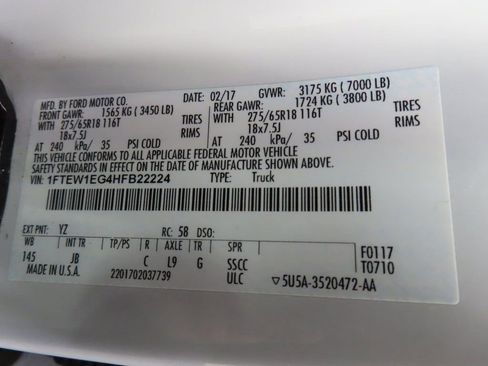 MFD. BY FORD MOTOR CO. 02/17 GVWR: 3175 KG ( 7000 LB)
FRONT GAWR: 1565 KG ( 3450 LB) REAR GAWR: 1724 KG ( 3800 LB)
WITH 275/65R18 116T TIRES WITH 275/65R18 116T TIRES
18x7.5J RIMS 18x7.5J RIMS
AT 240 kPa/ 35 PSI COLD AT 240 kPa/ 35 PSI COLD
THIS VEHICLE CONFORMS TO ALL APPLICABLE FEDERAL MOTOR VEHICLE
SAFETY STANDARDS IN EFFECT ON THE DATE OF MANUFACTURE SHOWN ABOVE.
VIN: 1FTEW1EG4HFB22224 TYPE: Truck
EXT PNT: YZ RC: 58 DSO:
WB INT TR TP/PS R AXLE TR SPR F0117
145 JB C L9 G SSCC T0710
MADE IN U.S.A. 2201702037739 ULC ▽5U5A-3520472-AA